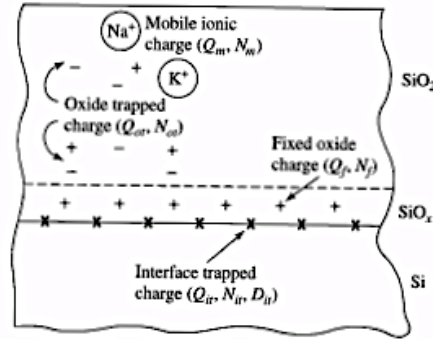 Na+
Mobile ionic
charge (Qm, Nm)
K+
SiO2
Oxide trapped
charge (Qot, Not)
Fixed oxide
charge (Qf, Nf)
SiOx
Interface trapped
charge (Qit, Nit, Dit)
Si